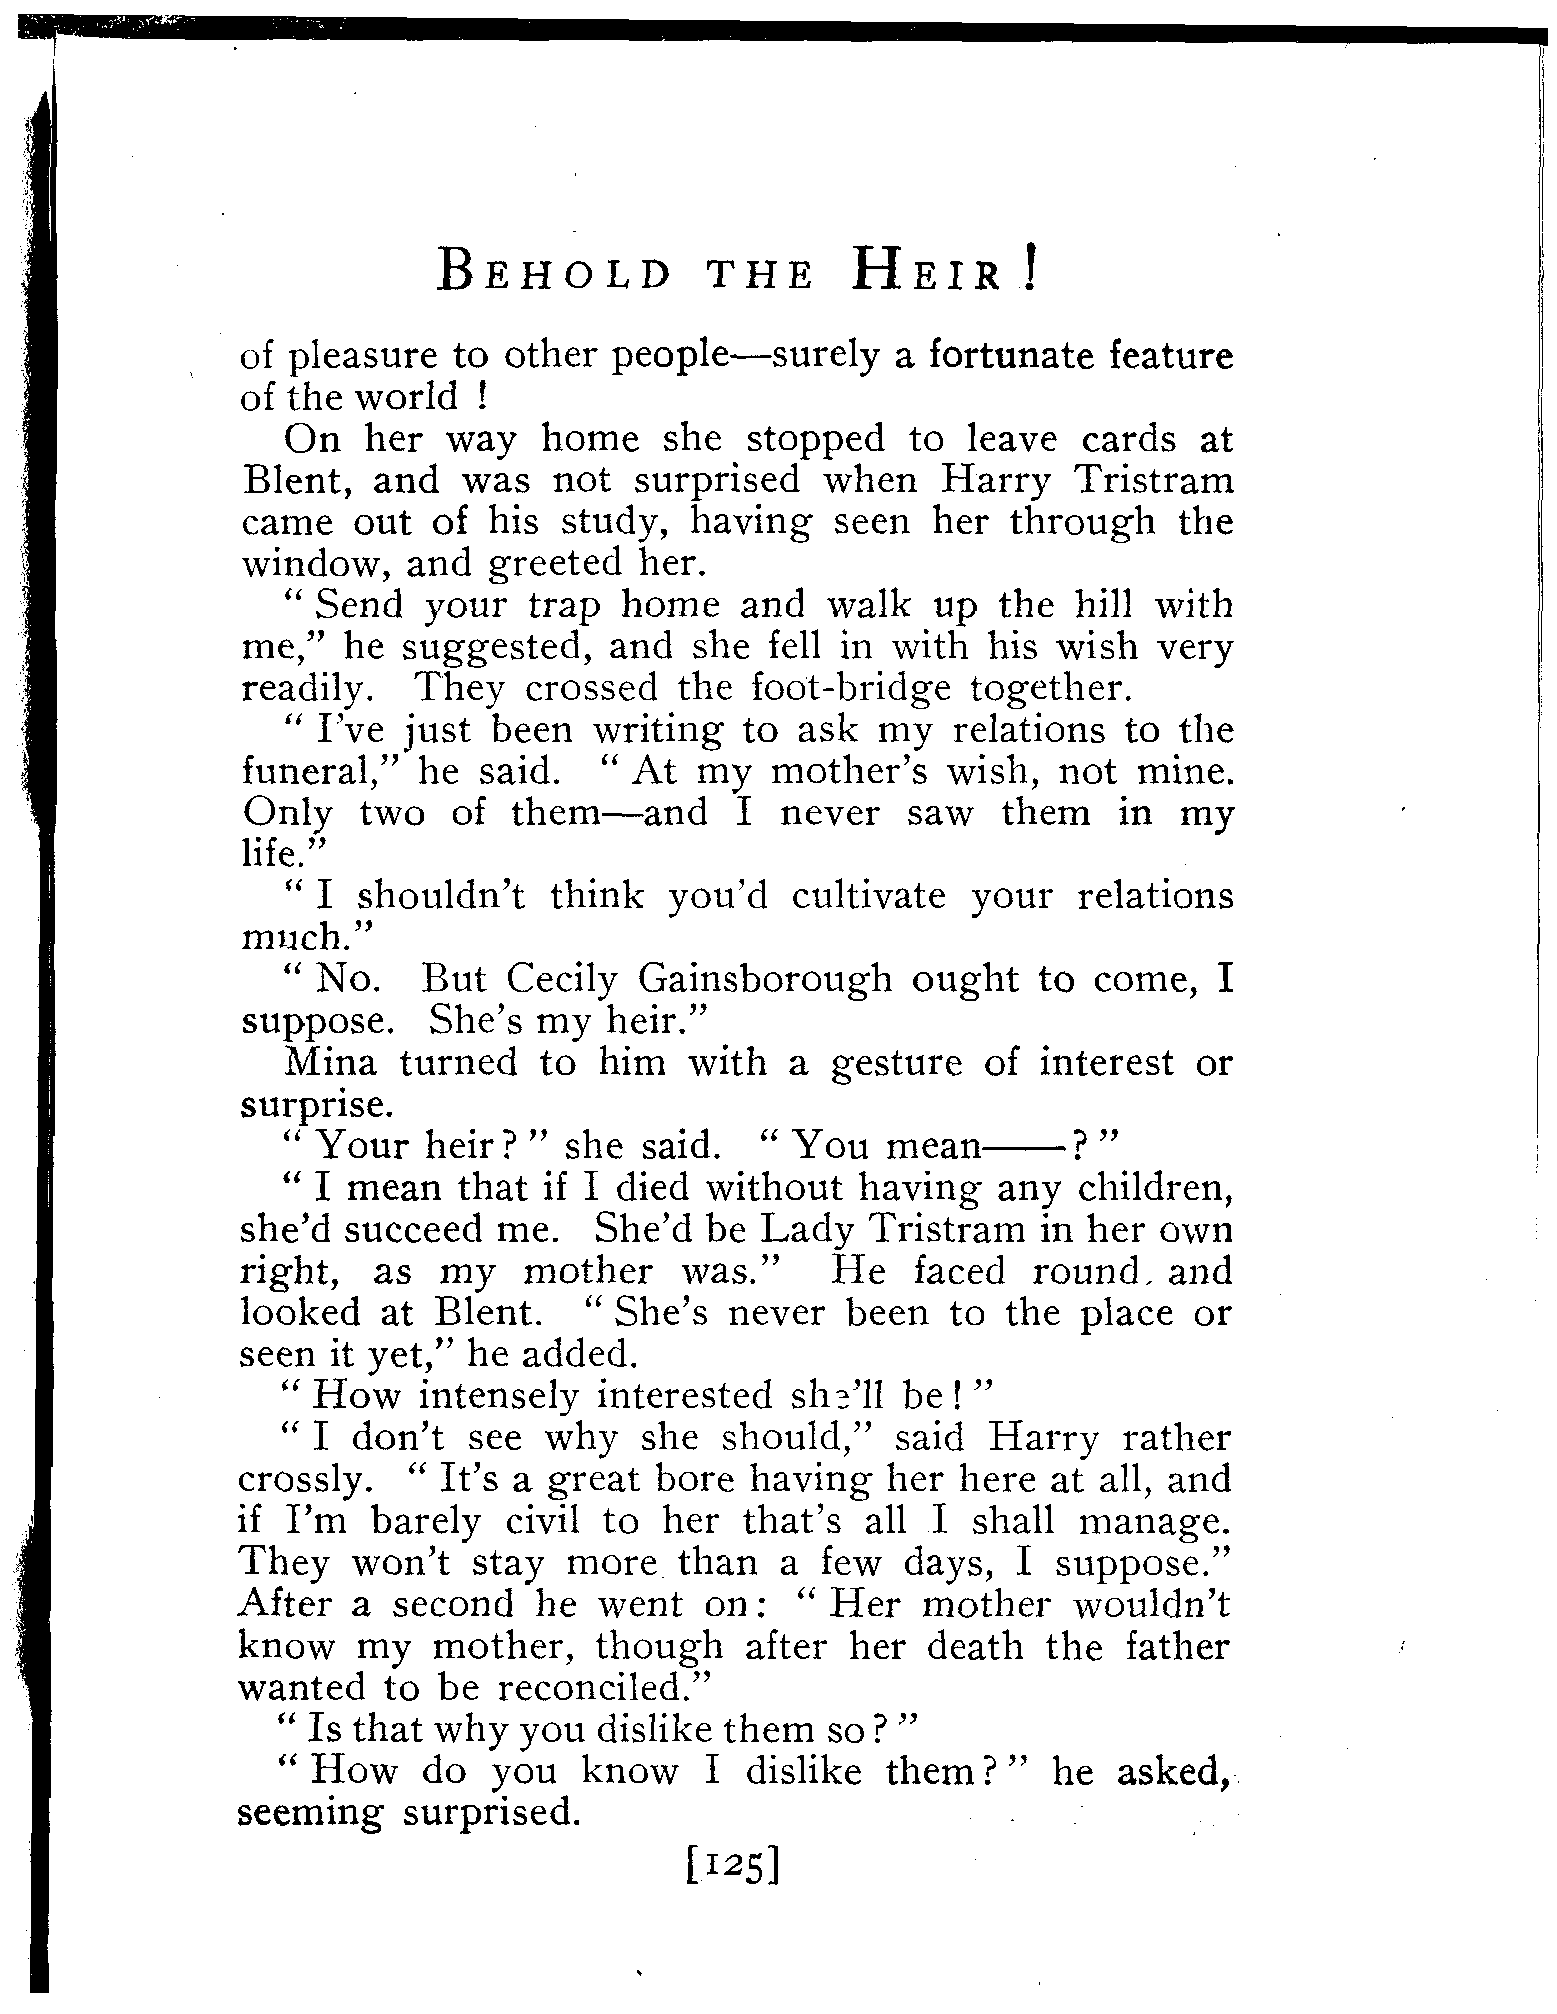 Behold the Heir!
of pleasure to other people—surely a fortunate feature
of the world !
On her way home she stopped to leave cards at
Blent, and was not surprised when Harry Tristram
came out of his study, having seen her through the
window, and greeted her.
“ Send your trap home and walk up the hill with
me,” he suggested, and she fell in with his wish very
readily. They crossed the foot-bridge together.
“ I've just been writing to ask my relations to the
funeral,” he said. “ At my mother's wish, not mine.
Only two of them—and I never saw them in my
life.”
“ I shouldn't think you'd cultivate your relations
much.”
“ No. But Cecily Gainsborough ought to come, I
suppose. She's my heir.”
Mina turned to him with a gesture of interest or
surprise.
“ Your heir? ” she said. “ You mean——? ”
“ I mean that if I died without having any children,
she'd succeed me. She'd be Lady Tristram in her own
right, as my mother was.” He faced round and
looked at Blent. “ She's never been to the place or
seen it yet,” he added.
“ How intensely interested she'll be! ”
“ I don't see why she should,” said Harry rather
crossly. “ It's a great bore having her here at all, and
if I'm barely civil to her that's all I shall manage.
They won't stay more than a few days, I suppose.”
After a second he went on: “ Her mother wouldn't
know my mother, though after her death the father
wanted to be reconciled.”
“ Is that why you dislike them so? ”
“ How do you know I dislike them? ” he asked,
seeming surprised.
[125]